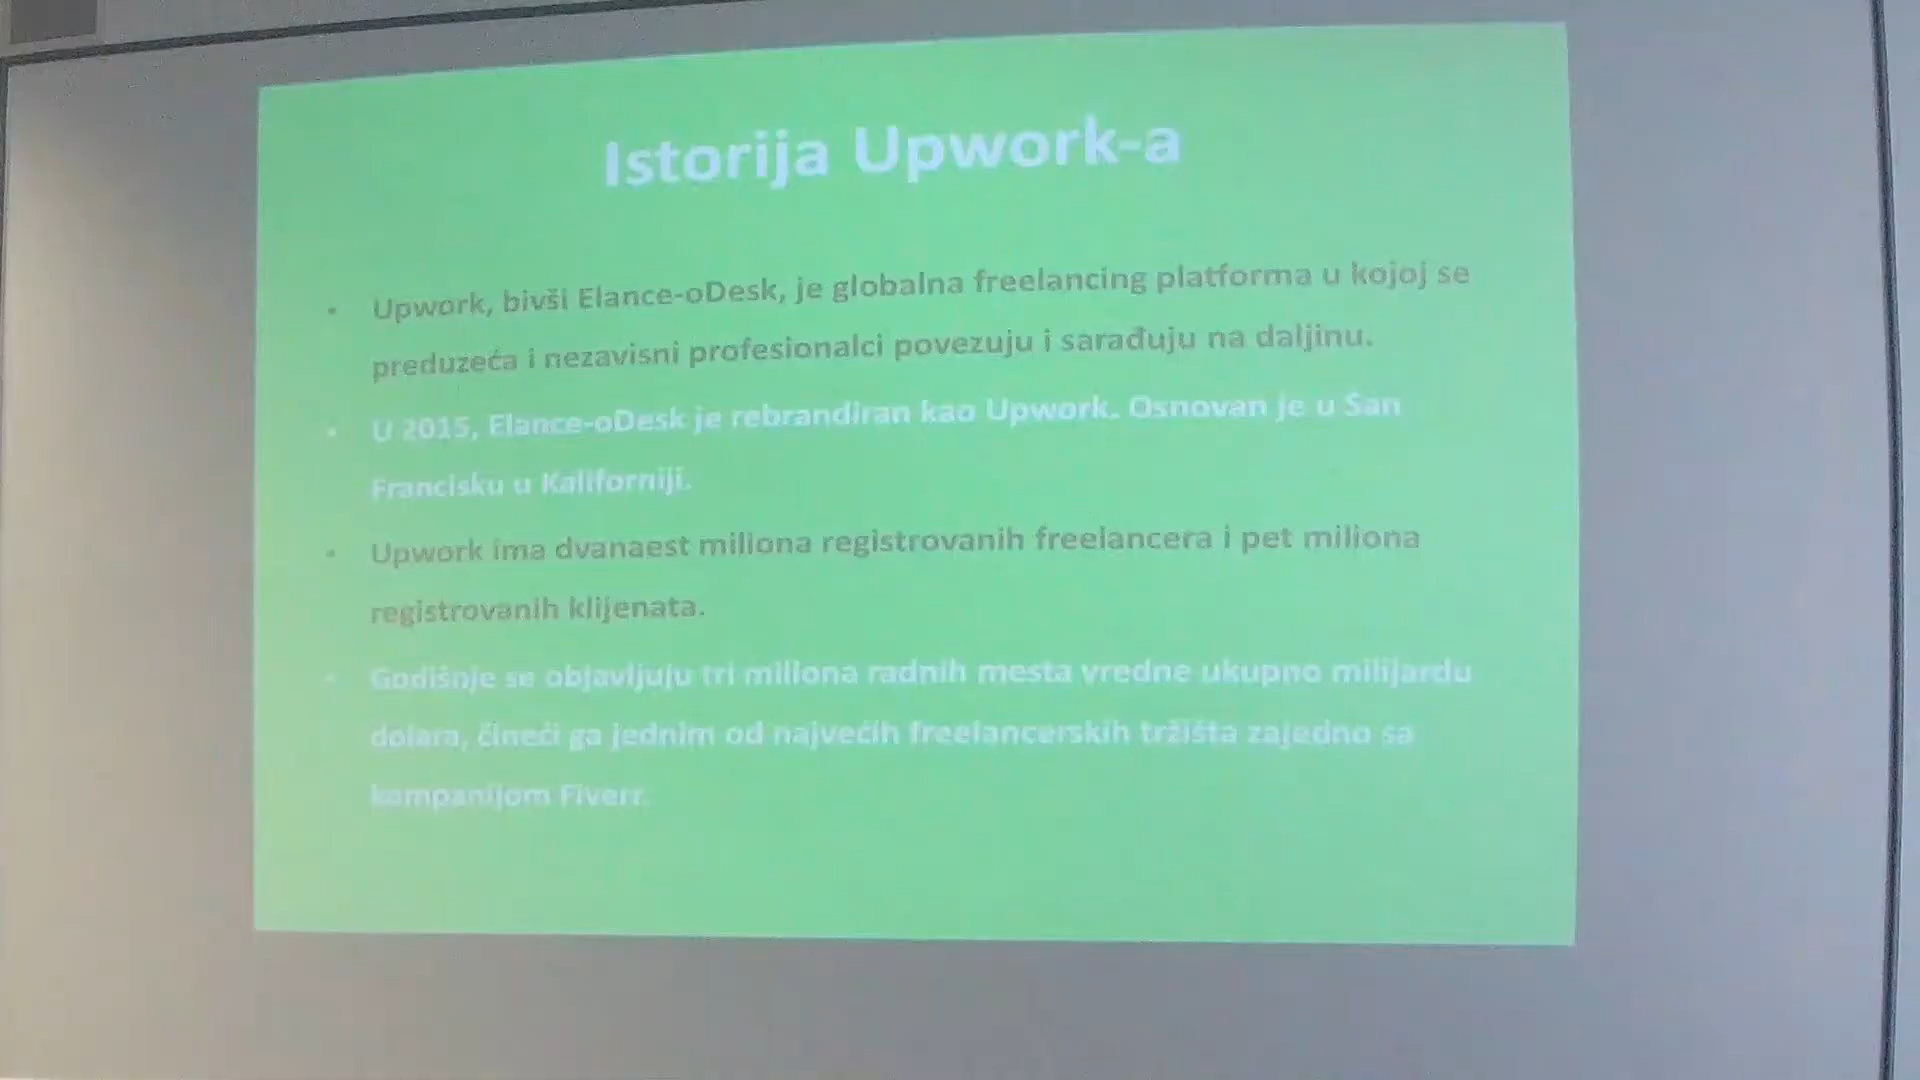 Istorija Upwork-a
• Upwork, bivši Elance-oDesk, je globalna freelancing platforma u kojoj se
preduzeća i nezavisni profesionalci povezuju i sarađuju na daljinu.
• U 2015, Elance-oDesk je rebrandiran kao Upwork. Osnovan je u San
Francisku u Kaliforniji.
• Upwork ima dvanaest miliona registrovanih freelancera i pet miliona
registrovanih klijenata.
• Godišnje se objavljuju tri miliona radnih mesta vredne ukupno milijardu
dolara, čineći ga jednim od najvećih freelancerskih tržišta zajedno sa
kompanijom Fiverr.